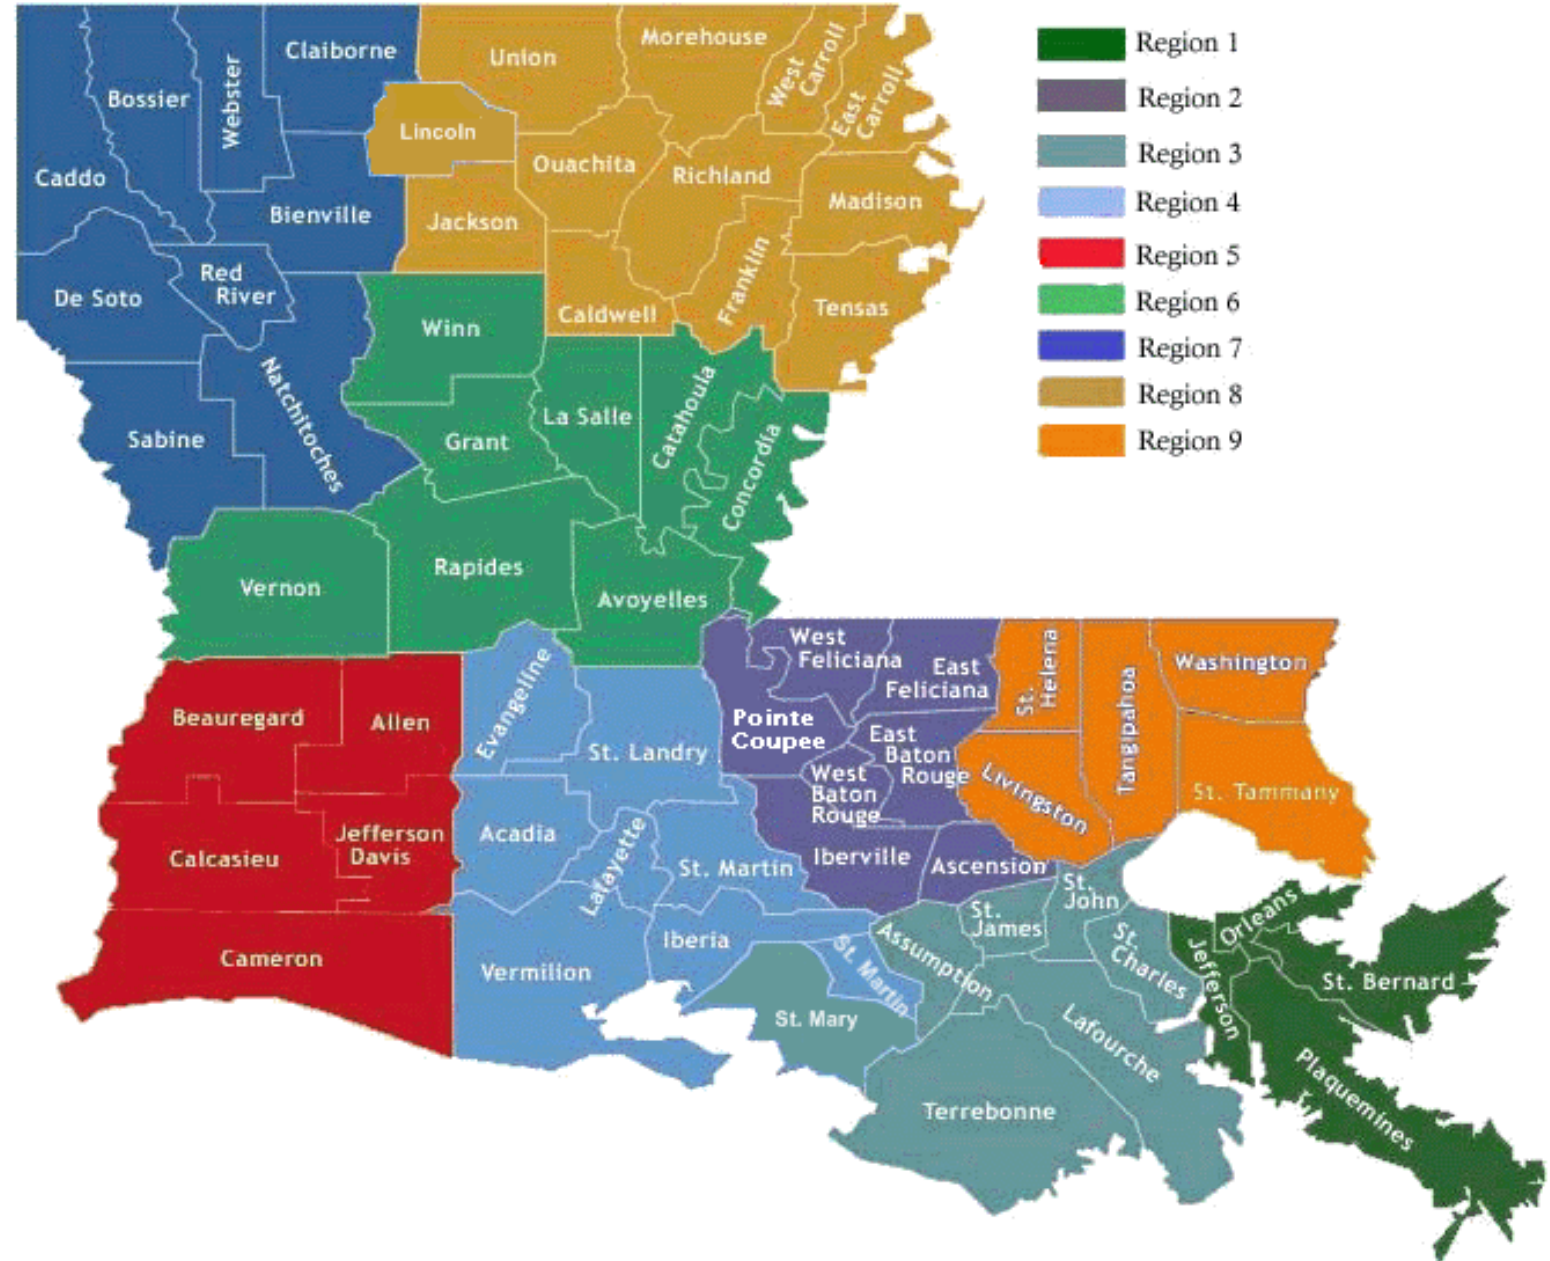 Claiborne
Union
Morehouse
West
Carroll
East
Carroll
Bossier
Webster
Lincoln
Caddo
Ouachita
Richland
Madison
Bienville
Jackson
Franklin
Red
River
De Soto
Winn
Caldwell
Tensas
Natchitoches
Sabine
Grant
La Salle
Catahoula
Concordia
Vernon
Rapides
Avoyelles
West
Feliciana
East
Feliciana
St.
Helena
Tangipahoa
Washington
Beauregard
Allen
Evangeline
St. Landry
Pointe
Coupee
East
Baton
Rouge
West
Baton
Rouge
Livingston
St. Tammany
Calcasieu
Jefferson
Davis
Acadia
Lafayette
St. Martin
Iberville
Ascension
St.
John
St.
James
St.
Charles
Orleans
Jefferson
St. Bernard
Cameron
Vermilion
Iberia
St. Martin
Assumption
St. Mary
Lafourche
Terrebonne
Plaquemines
Region 1
Region 2
Region 3
Region 4
Region 5
Region 6
Region 7
Region 8
Region 9